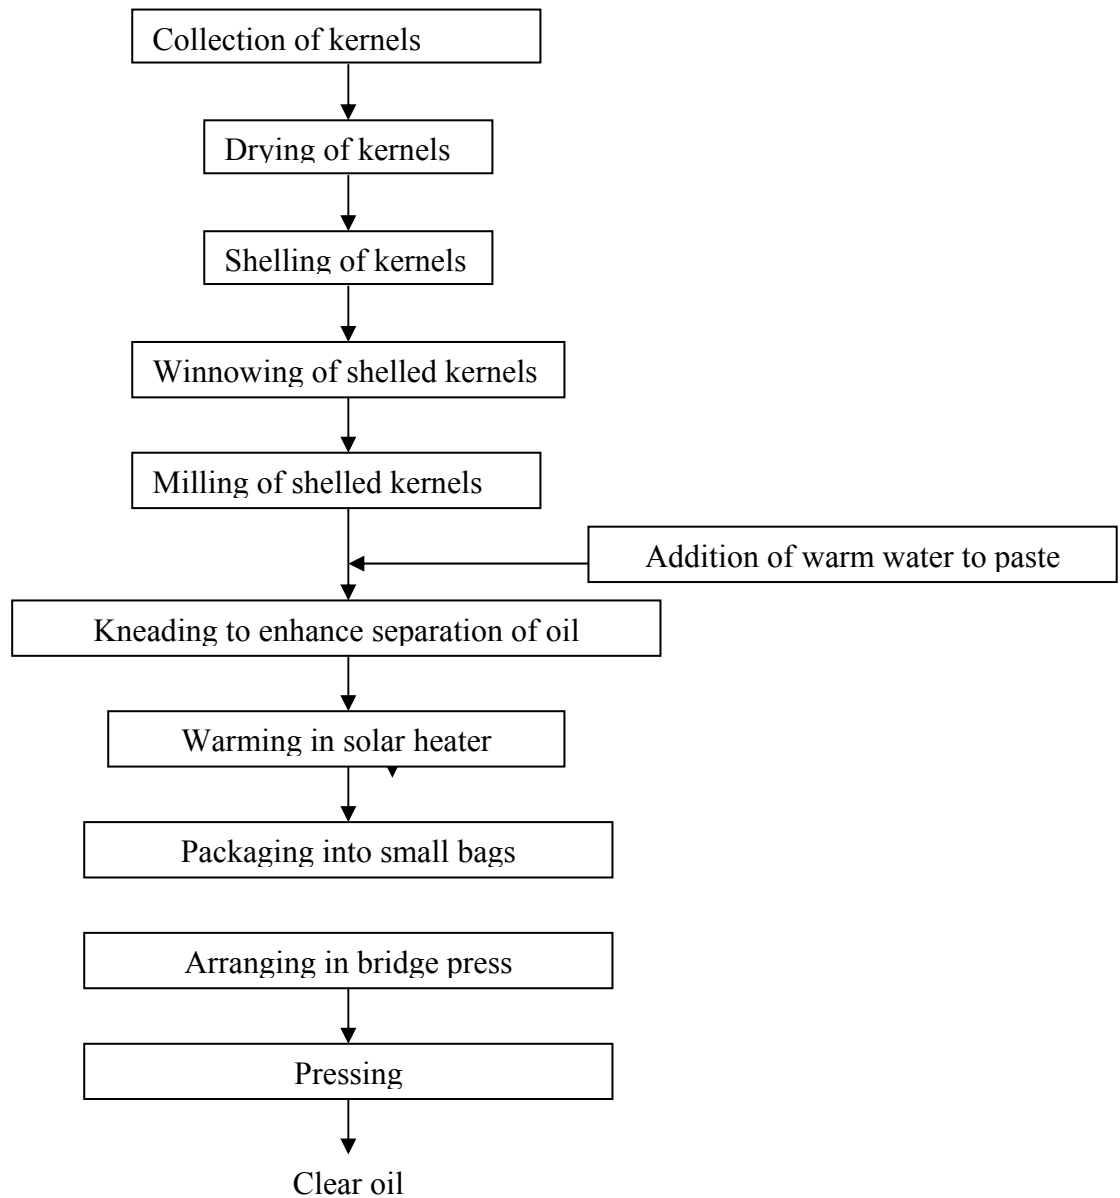 Collection of kernels
Drying of kernels
Shelling of kernels
Winnowing of shelled kernels
Milling of shelled kernels
Addition of warm water to paste
Kneading to enhance separation of oil
Warming in solar heater
Packaging into small bags
Arranging in bridge press
Pressing
Clear oil